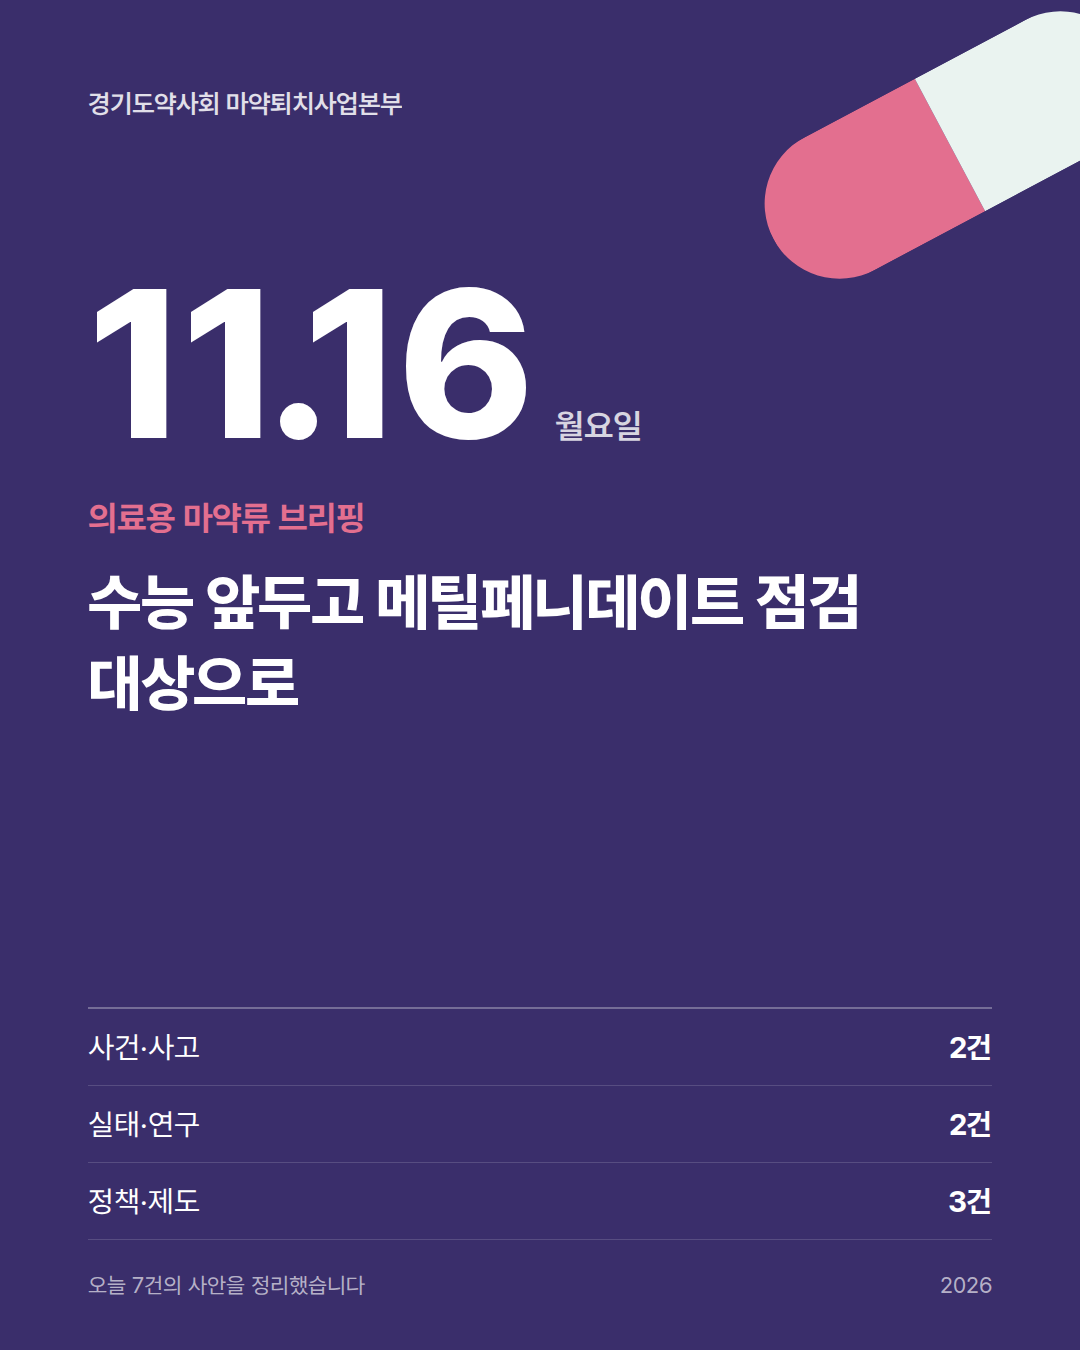 경기도약사회 마약퇴치사업본부
11.16 월요일
의료용 마약류 브리핑
수능 앞두고 메틸페니데이트 점검
대상으로
사건·사고 2건
실태·연구 2건
정책·제도 3건
오늘 7건의 사안을 정리했습니다 2026